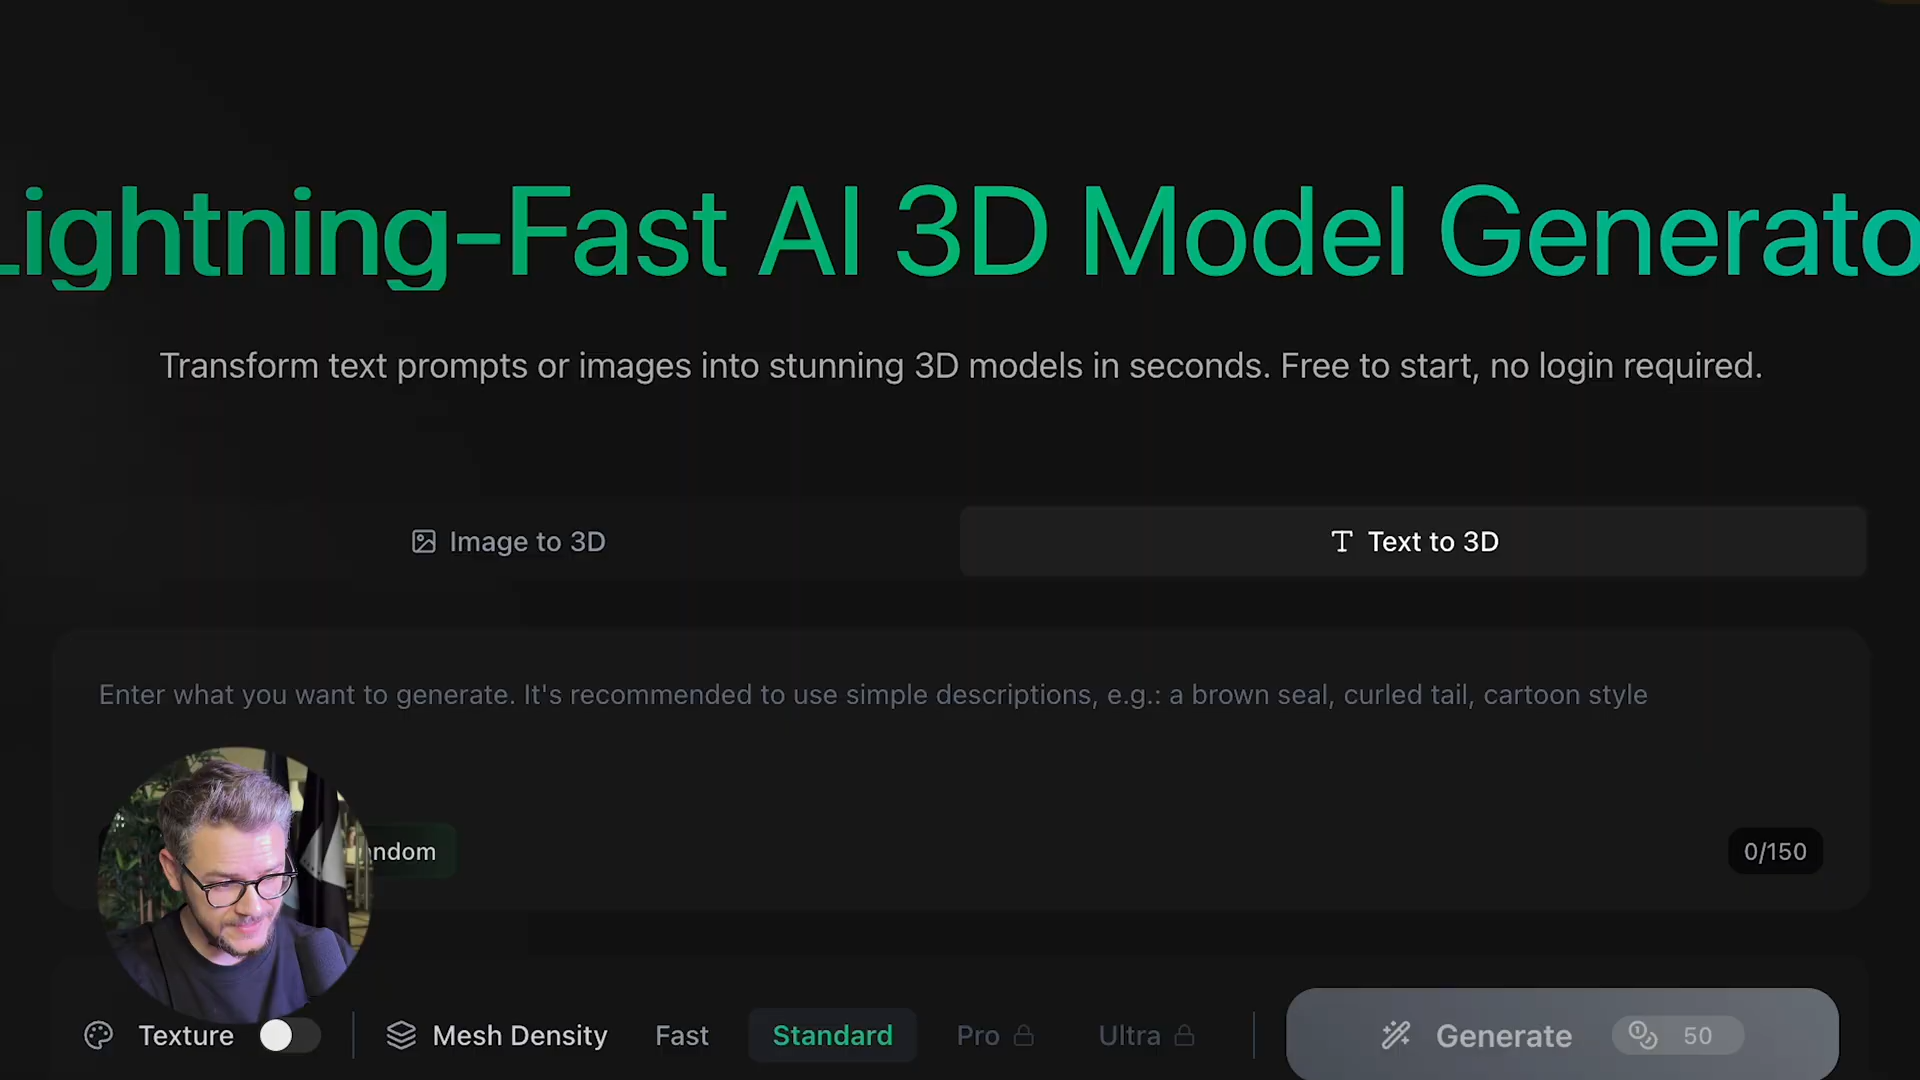 Lightning-Fast AI 3D Model Generato
Transform text prompts or images into stunning 3D models in seconds. Free to start, no login required.
Image to 3D
Text to 3D
Enter what you want to generate. It's recommended to use simple descriptions, e.g.: a brown seal, curled tail, cartoon style
ndom
0/150
Texture
Mesh Density
Fast
Standard
Pro
Ultra
Generate
50